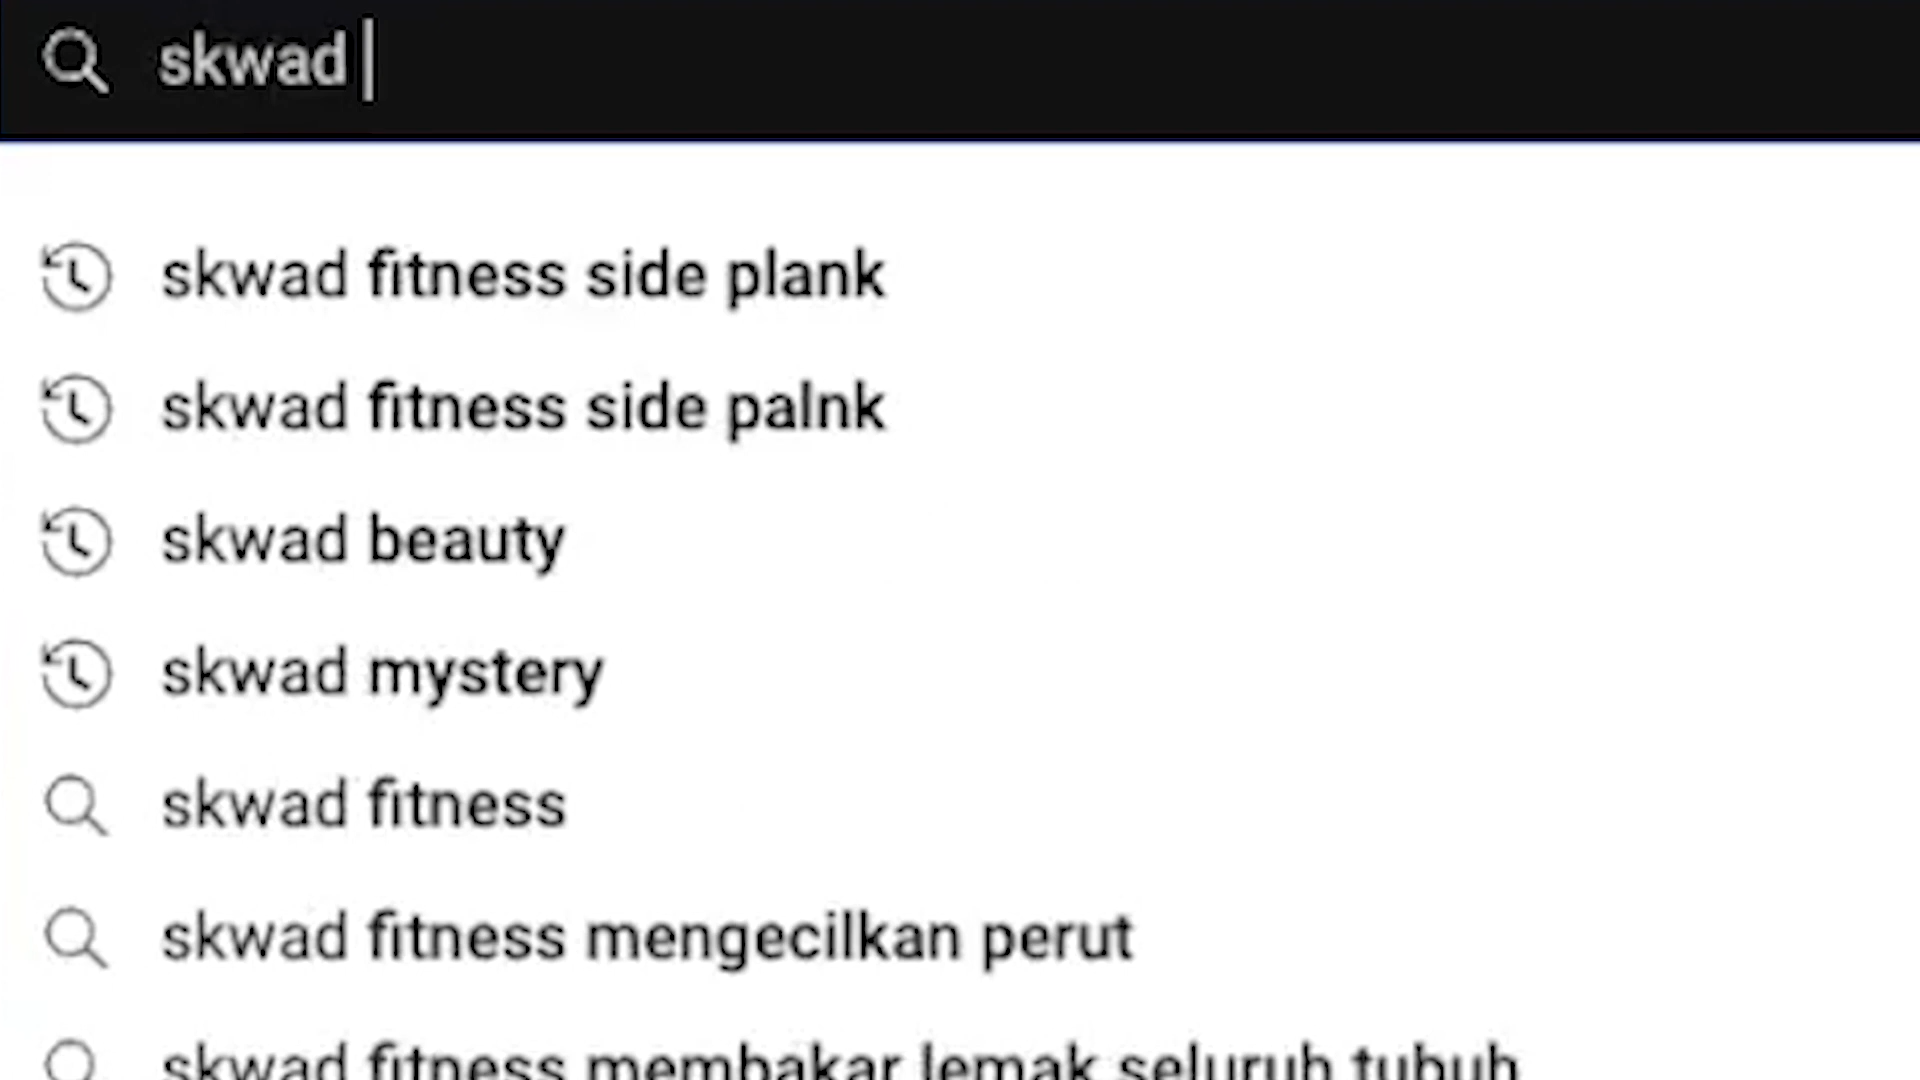 skwad
skwad fitness side plank
skwad fitness side palnk
skwad beauty
skwad mystery
skwad fitness
skwad fitness mengecilkan perut
skwad fitness membakar lemak seluruh tubuh